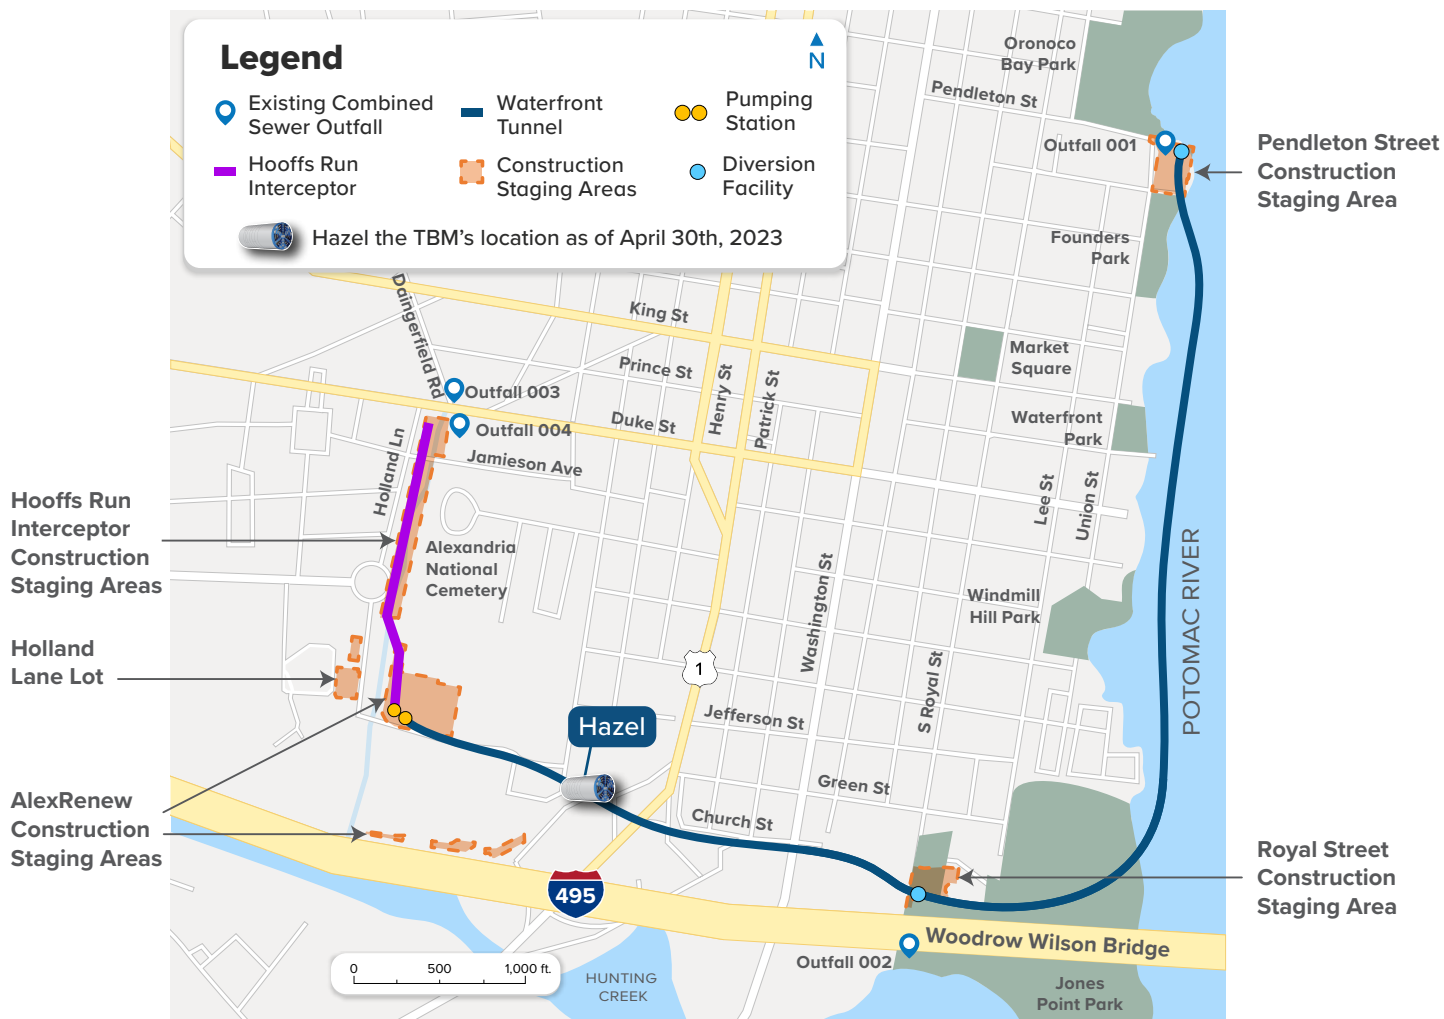 Legend
N
Existing Combined
Sewer Outfall
Waterfront
Tunnel
Pumping
Station
Hooffs Run
Interceptor
Construction
Staging Areas
Diversion
Facility
Hazel the TBM's location as of April 30th, 2023
Oronoco
Bay Park
Pendleton St
Outfall 001
Pendleton Street
Construction
Staging Area
Founders
Park
Daingerfield Rd
King St
Prince St
Henry St
Patrick St
Market
Square
Outfall 003
Duke St
Outfall 004
Waterfront
Park
Holland Ln
Jamieson Ave
Lee St
Union St
Hooffs Run
Interceptor
Construction
Staging Areas
Alexandria
National
Cemetery
Washington St
Windmill
Hill Park
POTOMAC RIVER
Holland
Lane Lot
1
S Royal St
Jefferson St
Hazel
Green St
Church St
AlexRenew
Construction
Staging Areas
Royal Street
Construction
Staging Area
495
Woodrow Wilson Bridge
Outfall 002
0 500 1,000 ft.
HUNTING
CREEK
Jones
Point Park